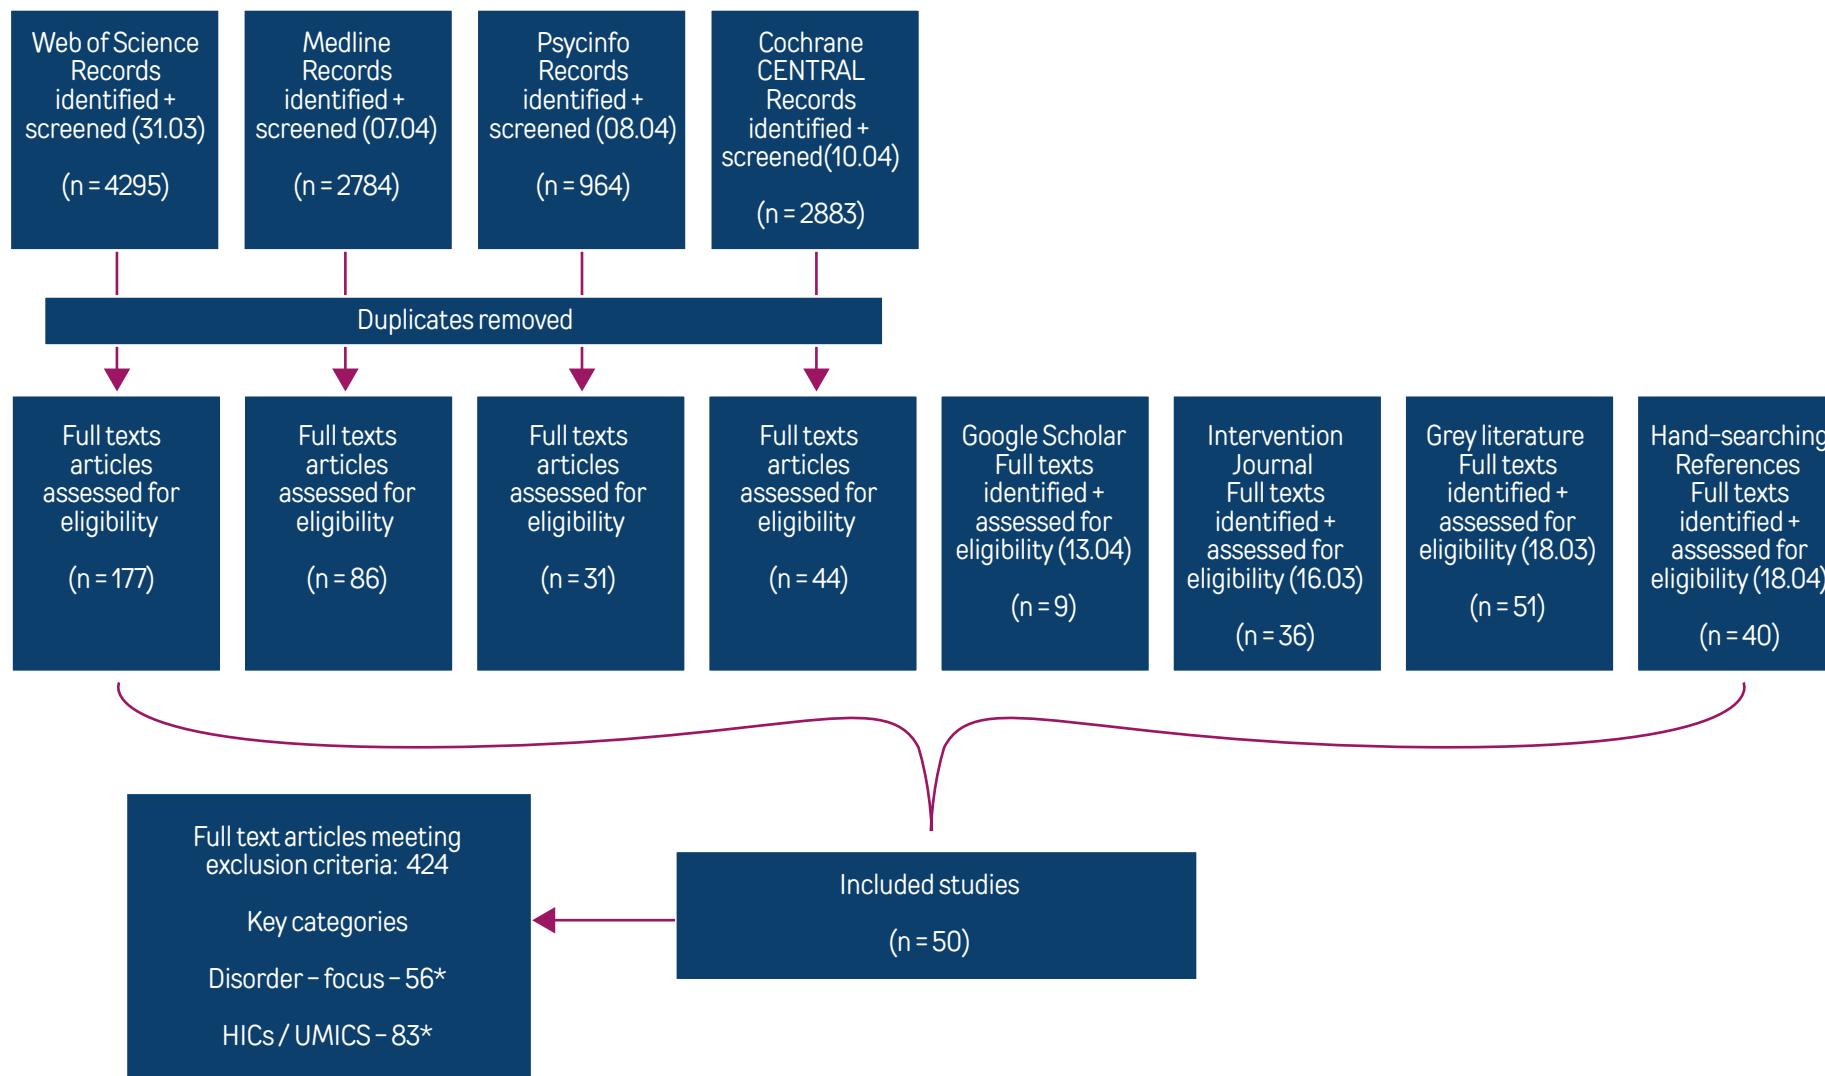 Web of Science
Records
identified +
screened (31.03)
(n = 4295)
Medline
Records
identified +
screened (07.04)
(n = 2784)
Psycinfo
Records
identified +
screened (08.04)
(n = 964)
Cochrane
CENTRAL
Records
identified +
screened(10.04)
(n = 2883)
Duplicates removed
Full texts
articles
assessed for
eligibility
(n = 177)
Full texts
articles
assessed for
eligibility
(n = 86)
Full texts
articles
assessed for
eligibility
(n = 31)
Full texts
articles
assessed for
eligibility
(n = 44)
Google Scholar
Full texts
identified +
assessed for
eligibility (13.04)
(n = 9)
Intervention
Journal
Full texts
identified +
assessed for
eligibility (16.03)
(n = 36)
Grey literature
Full texts
identified +
assessed for
eligibility (18.03)
(n = 51)
Hand-searching
References
Full texts
identified +
assessed for
eligibility (18.04)
(n = 40)
Full text articles meeting
exclusion criteria: 424
Key categories
Disorder – focus – 56*
HICs / UMICS – 83*
Included studies
(n = 50)